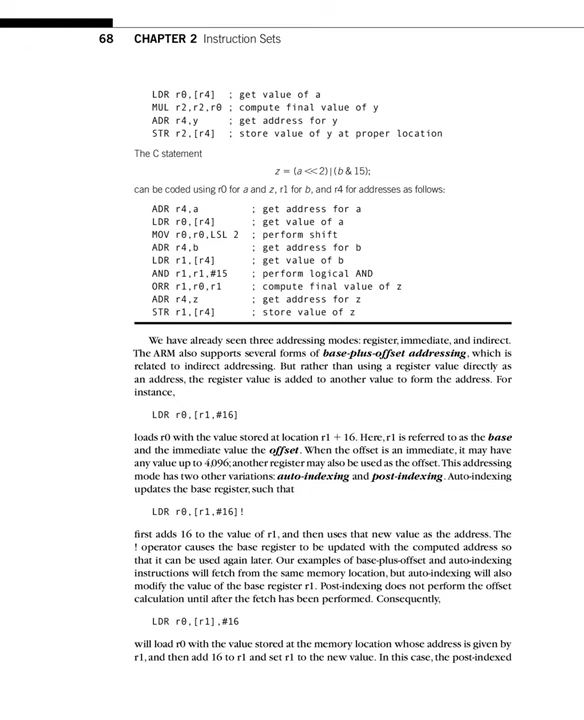 68 CHAPTER 2 Instruction Sets
LDR r0,[r4] ; get value of a
MUL r2,r2,r0 ; compute final value of y
ADR r4,y ; get address for y
STR r2,[r4] ; store value of y at proper location
The C statement
z = (a <<2)|(b & 15);
can be coded using r0 for a and z, r1 for b, and r4 for addresses as follows:
ADR r4,a ; get address for a
LDR r0,[r4] ; get value of a
MOV r0,r0,LSL 2 ; perform shift
ADR r4,b ; get address for b
LDR r1,[r4] ; get value of b
AND r1,r1,#15 ; perform logical AND
ORR r1,r0,r1 ; compute final value of z
ADR r4,z ; get address for z
STR r1,[r4] ; store value of z
We have already seen three addressing modes: register, immediate, and indirect.
The ARM also supports several forms of base-plus-offset addressing, which is
related to indirect addressing. But rather than using a register value directly as
an address, the register value is added to another value to form the address. For
instance,
LDR r0,[r1,#16]
loads r0 with the value stored at location r1 + 16. Here, r1 is referred to as the base
and the immediate value the offset. When the offset is an immediate, it may have
any value up to 4,096; another register may also be used as the offset. This addressing
mode has two other variations: auto-indexing and post-indexing. Auto-indexing
updates the base register, such that
LDR r0,[r1,#16]!
first adds 16 to the value of r1, and then uses that new value as the address. The
! operator causes the base register to be updated with the computed address so
that it can be used again later. Our examples of base-plus-offset and auto-indexing
instructions will fetch from the same memory location, but auto-indexing will also
modify the value of the base register r1. Post-indexing does not perform the offset
calculation until after the fetch has been performed. Consequently,
LDR r0,[r1],#16
will load r0 with the value stored at the memory location whose address is given by
r1, and then add 16 to r1 and set r1 to the new value. In this case, the post-indexed